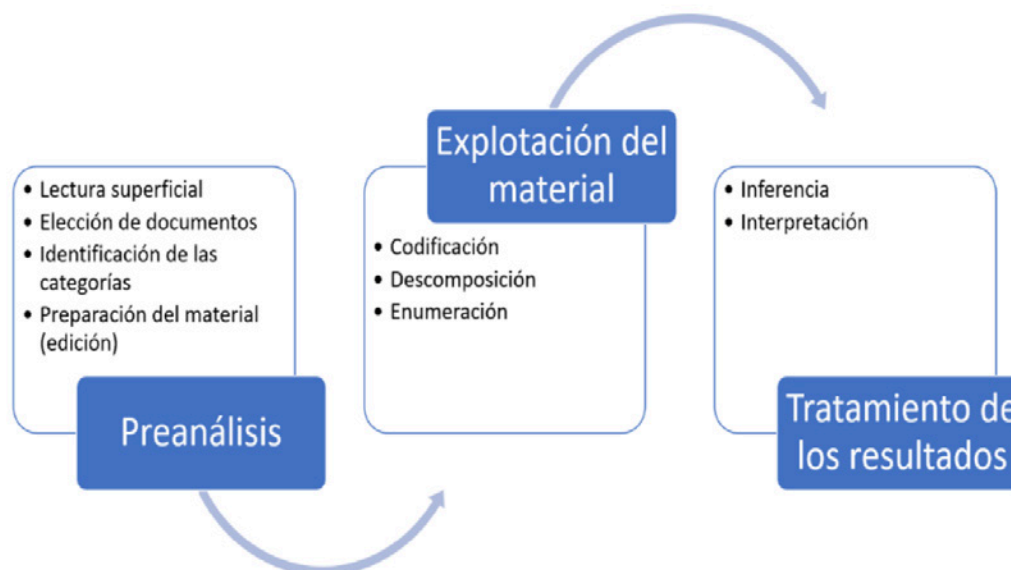 • Lectura superficial
• Elección de documentos
• Identificación de las
categorías
• Preparación del material
(edición)
Preanálisis
Explotación del
material
• Codificación
• Descomposición
• Enumeración
• Inferencia
• Interpretación
Tratamiento de
los resultados